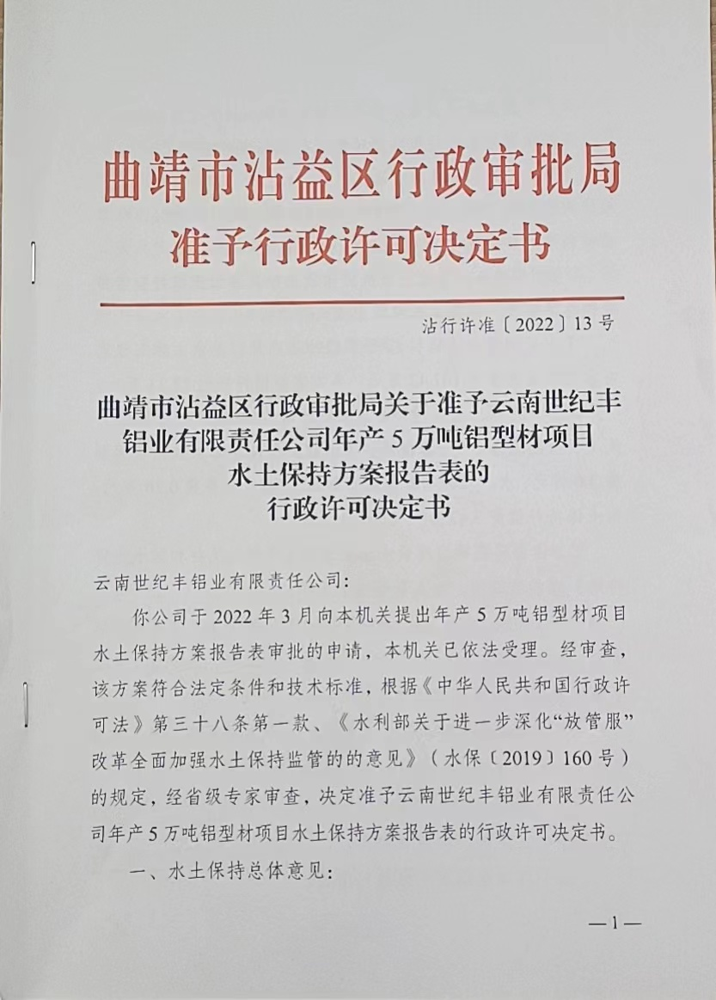 曲靖市沾益区行政审批局
准予行政许可决定书
沾行许准〔2022〕13 号
曲靖市沾益区行政审批局关于准予云南世纪丰
铝业有限责任公司年产 5 万吨铝型材项目
水土保持方案报告表的
行政许可决定书
云南世纪丰铝业有限责任公司：
你公司于 2022 年 3 月向本机关提出年产 5 万吨铝型材项目
水土保持方案报告表审批的申请，本机关已依法受理。经审查，
该方案符合法定条件和技术标准，根据《中华人民共和国行政许
可法》第三十八条第一款、《水利部关于进一步深化“放管服”
改革全面加强水土保持监管的的意见》（水保〔2019〕160 号）
的规定，经省级专家审查，决定准予云南世纪丰铝业有限责任公
司年产 5 万吨铝型材项目水土保持方案报告表的行政许可决定书。
一、水土保持总体意见：
—1—